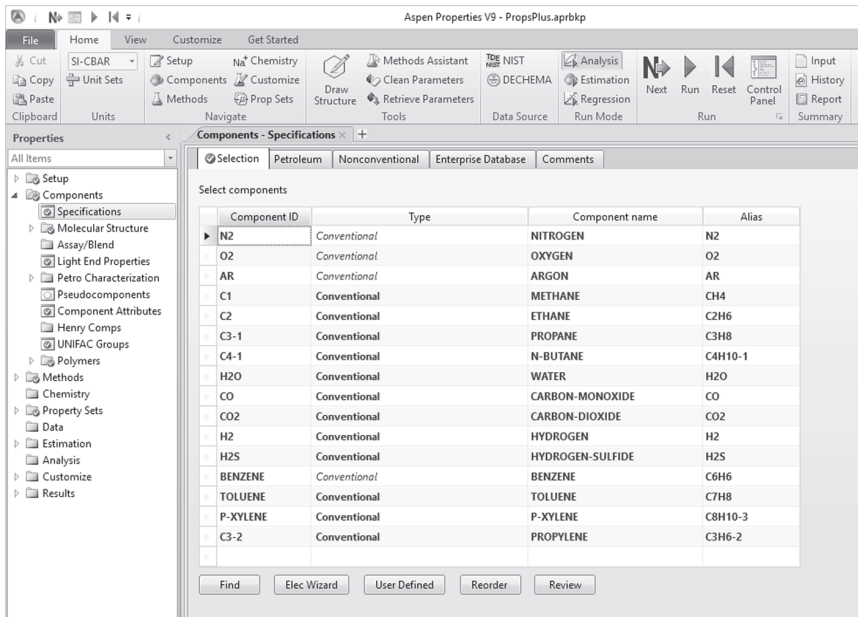 Aspen Properties V9 - PropsPlus.aprbkp
File Home View Customize Get Started
Cut SI-CBAR Setup Na+ Chemistry Methods Assistant NIST Analysis Input
Copy Unit Sets Components Customize Draw Structure Clean Parameters DECHEMA Estimation Next Run Reset Control Panel History
Paste Methods Prop Sets Retrieve Parameters Regression Report
Clipboard Units Navigate Tools Data Source Run Mode Run Summary
Properties
All Items
Setup
Components
Specifications
Molecular Structure
Assay/Blend
Light End Properties
Petro Characterization
Pseudocomponents
Component Attributes
Henry Comps
UNIFAC Groups
Polymers
Methods
Chemistry
Property Sets
Data
Estimation
Analysis
Customize
Results
Components - Specifications
Selection Petroleum Nonconventional Enterprise Database Comments
Select components
Component ID Type Component name Alias
N2 Conventional NITROGEN N2
O2 Conventional OXYGEN O2
AR Conventional ARGON AR
C1 Conventional METHANE CH4
C2 Conventional ETHANE C2H6
C3-1 Conventional PROPANE C3H8
C4-1 Conventional N-BUTANE C4H10-1
H2O Conventional WATER H2O
CO Conventional CARBON-MONOXIDE CO
CO2 Conventional CARBON-DIOXIDE CO2
H2 Conventional HYDROGEN H2
H2S Conventional HYDROGEN-SULFIDE H2S
BENZENE Conventional BENZENE C6H6
TOLUENE Conventional TOLUENE C7H8
P-XYLENE Conventional P-XYLENE C8H10-3
C3-2 Conventional PROPYLENE C3H6-2
Find Elec Wizard User Defined Reorder Review